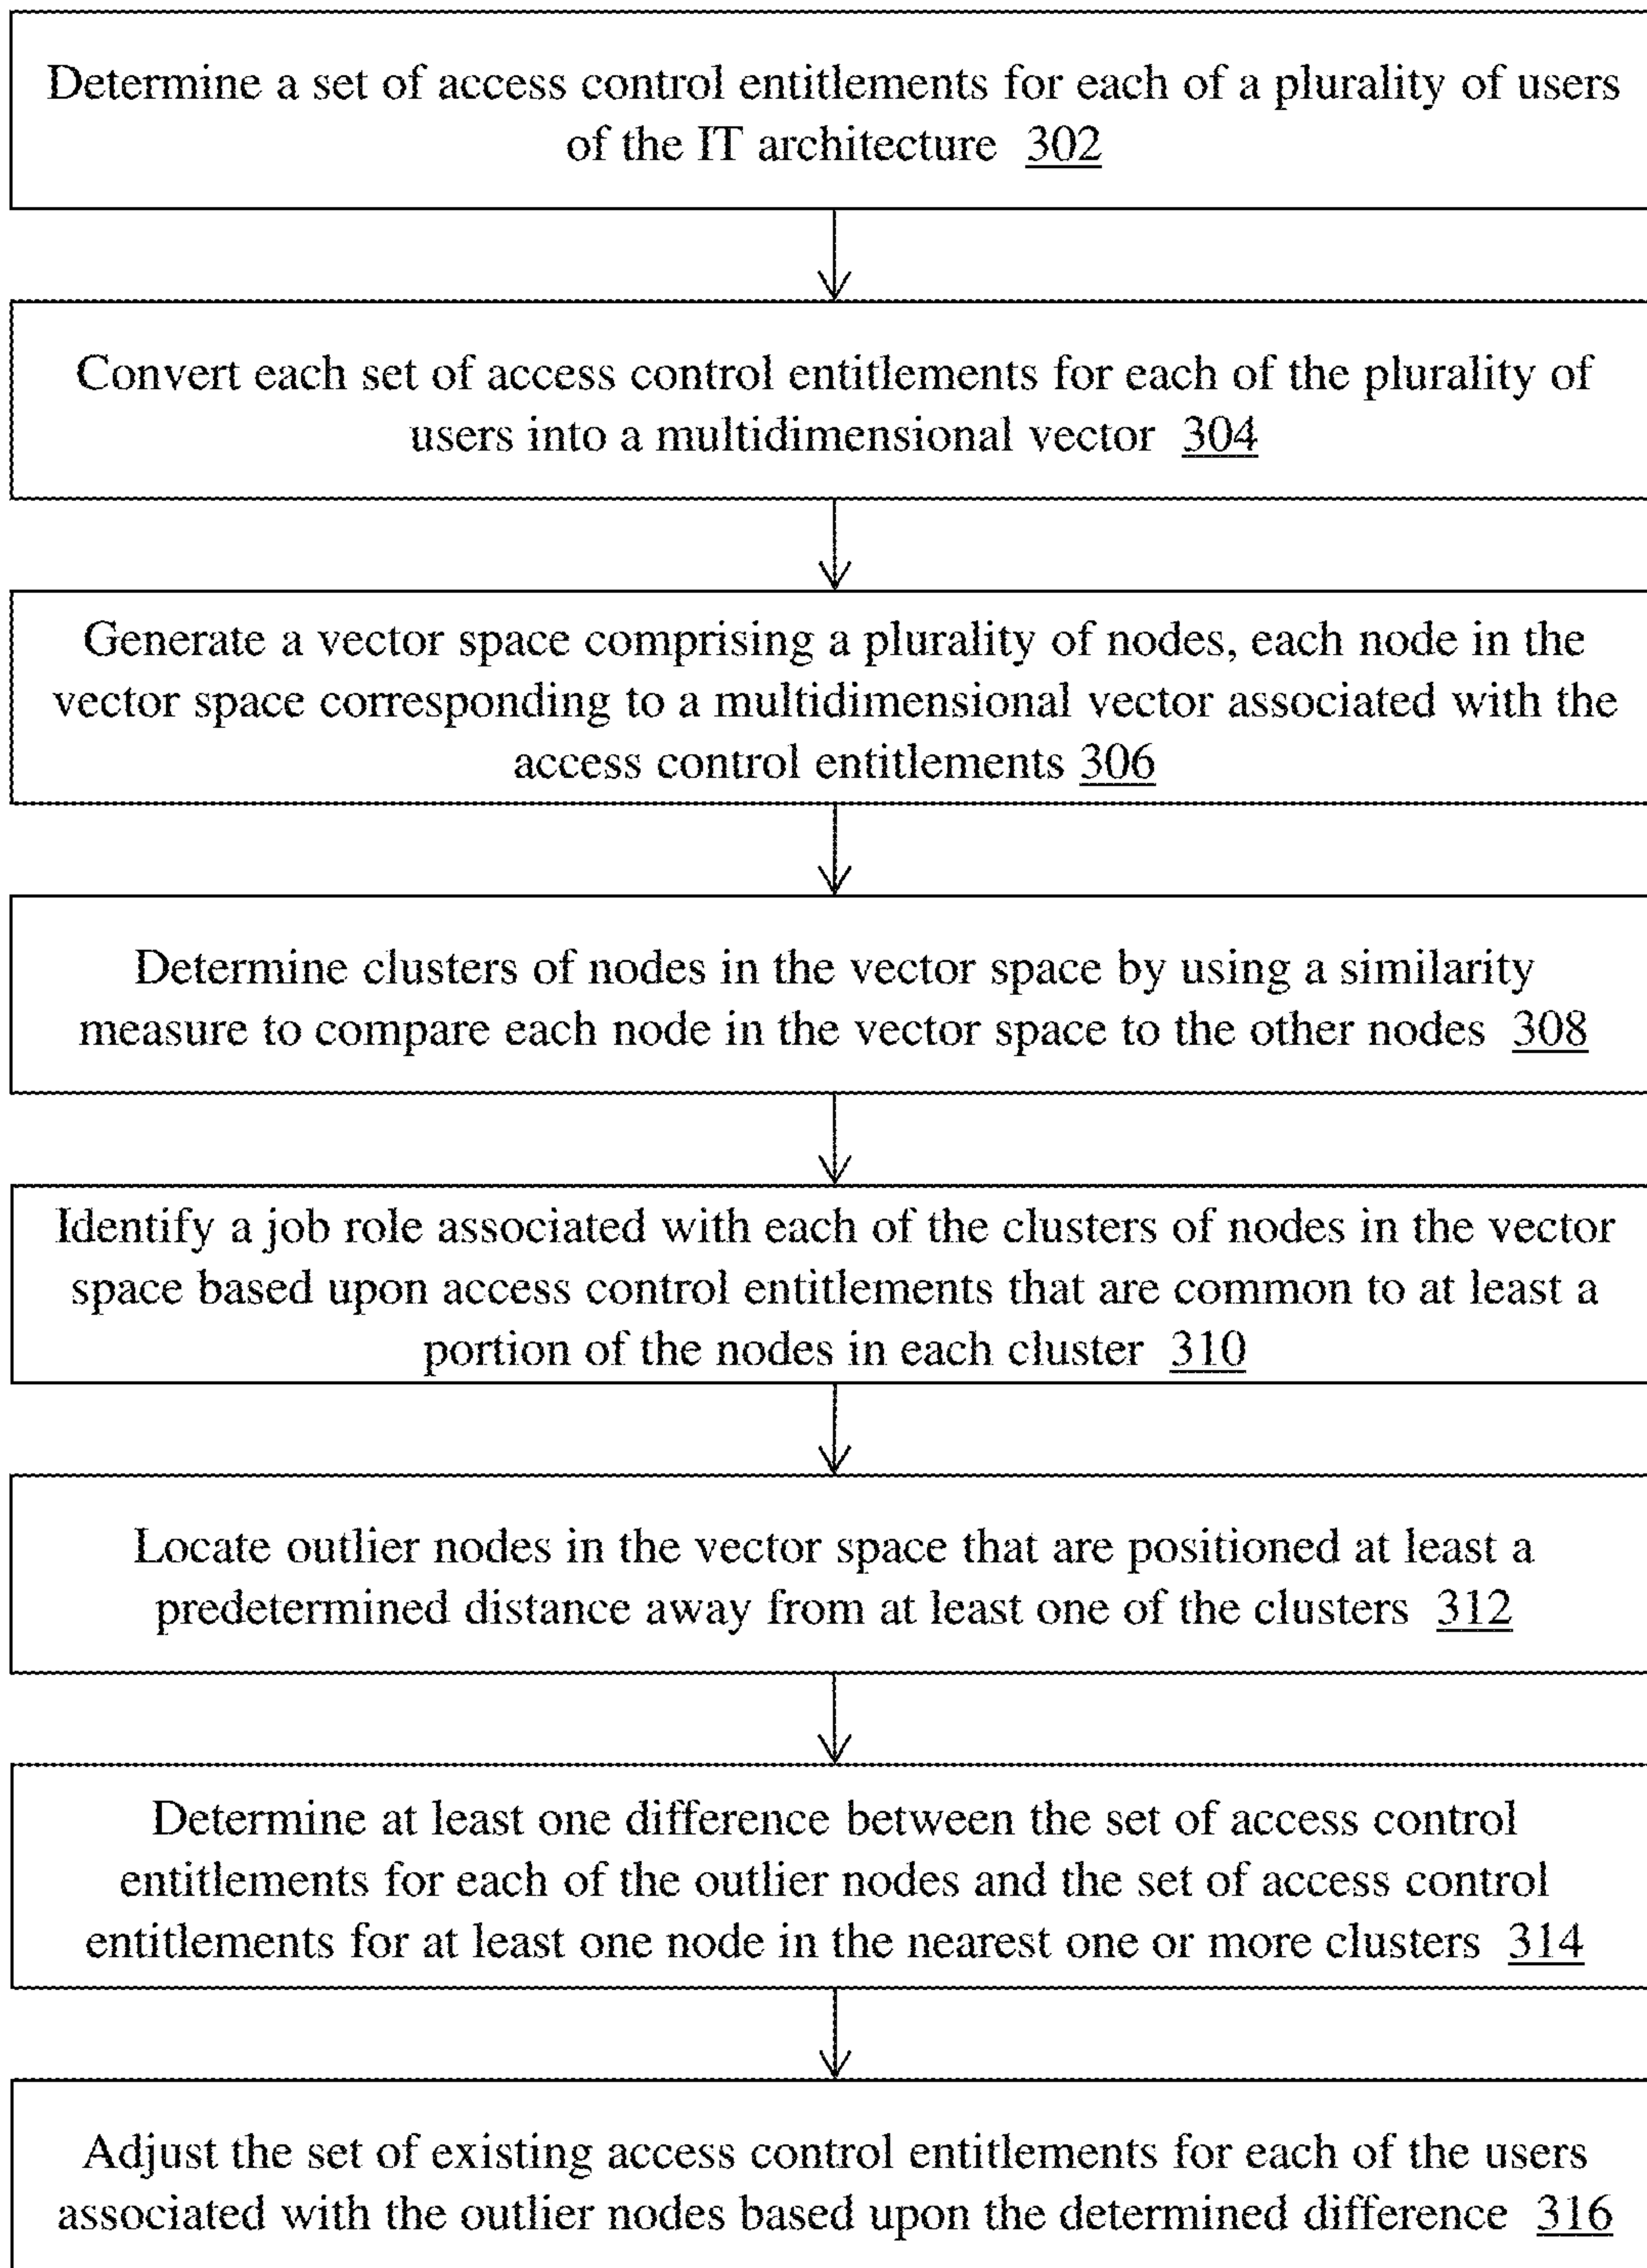 Determine a set of access control entitlements for each of a plurality of users
of the IT architecture 302
Convert each set of access control entitlements for each of the plurality of
users into a multidimensional vector 304
Generate a vector space comprising a plurality of nodes, each node in the
vector space corresponding to a multidimensional vector associated with the
access control entitlements 306
Determine clusters of nodes in the vector space by using a similarity
measure to compare each node in the vector space to the other nodes 308
Identify a job role associated with each of the clusters of nodes in the vector
space based upon access control entitlements that are common to at least a
portion of the nodes in each cluster 310
Locate outlier nodes in the vector space that are positioned at least a
predetermined distance away from at least one of the clusters 312
Determine at least one difference between the set of access control
entitlements for each of the outlier nodes and the set of access control
entitlements for at least one node in the nearest one or more clusters 314
Adjust the set of existing access control entitlements for each of the users
associated with the outlier nodes based upon the determined difference 316